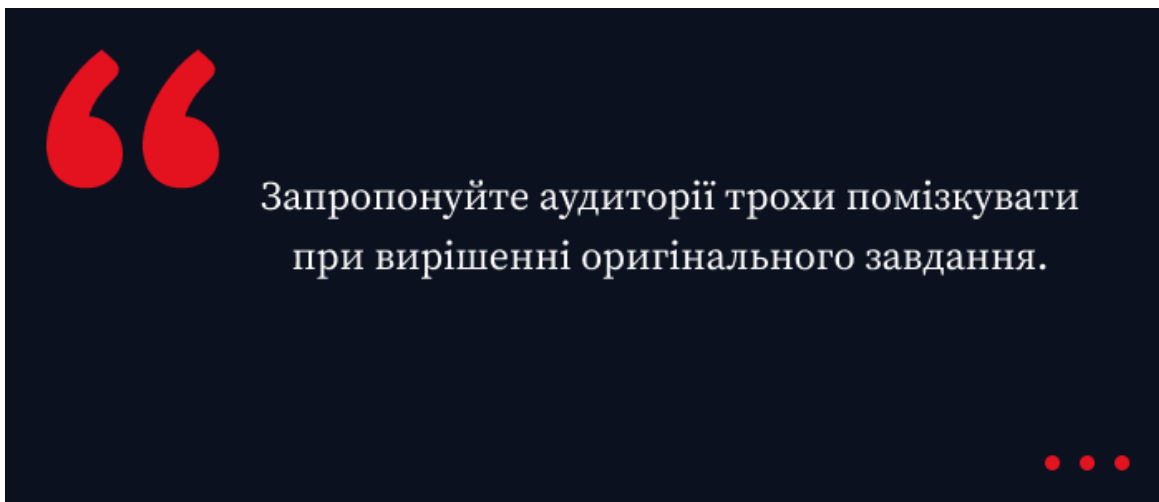 “
Запропонуйте аудиторії трохи помізкувати
при вирішенні оригінального завдання.
...